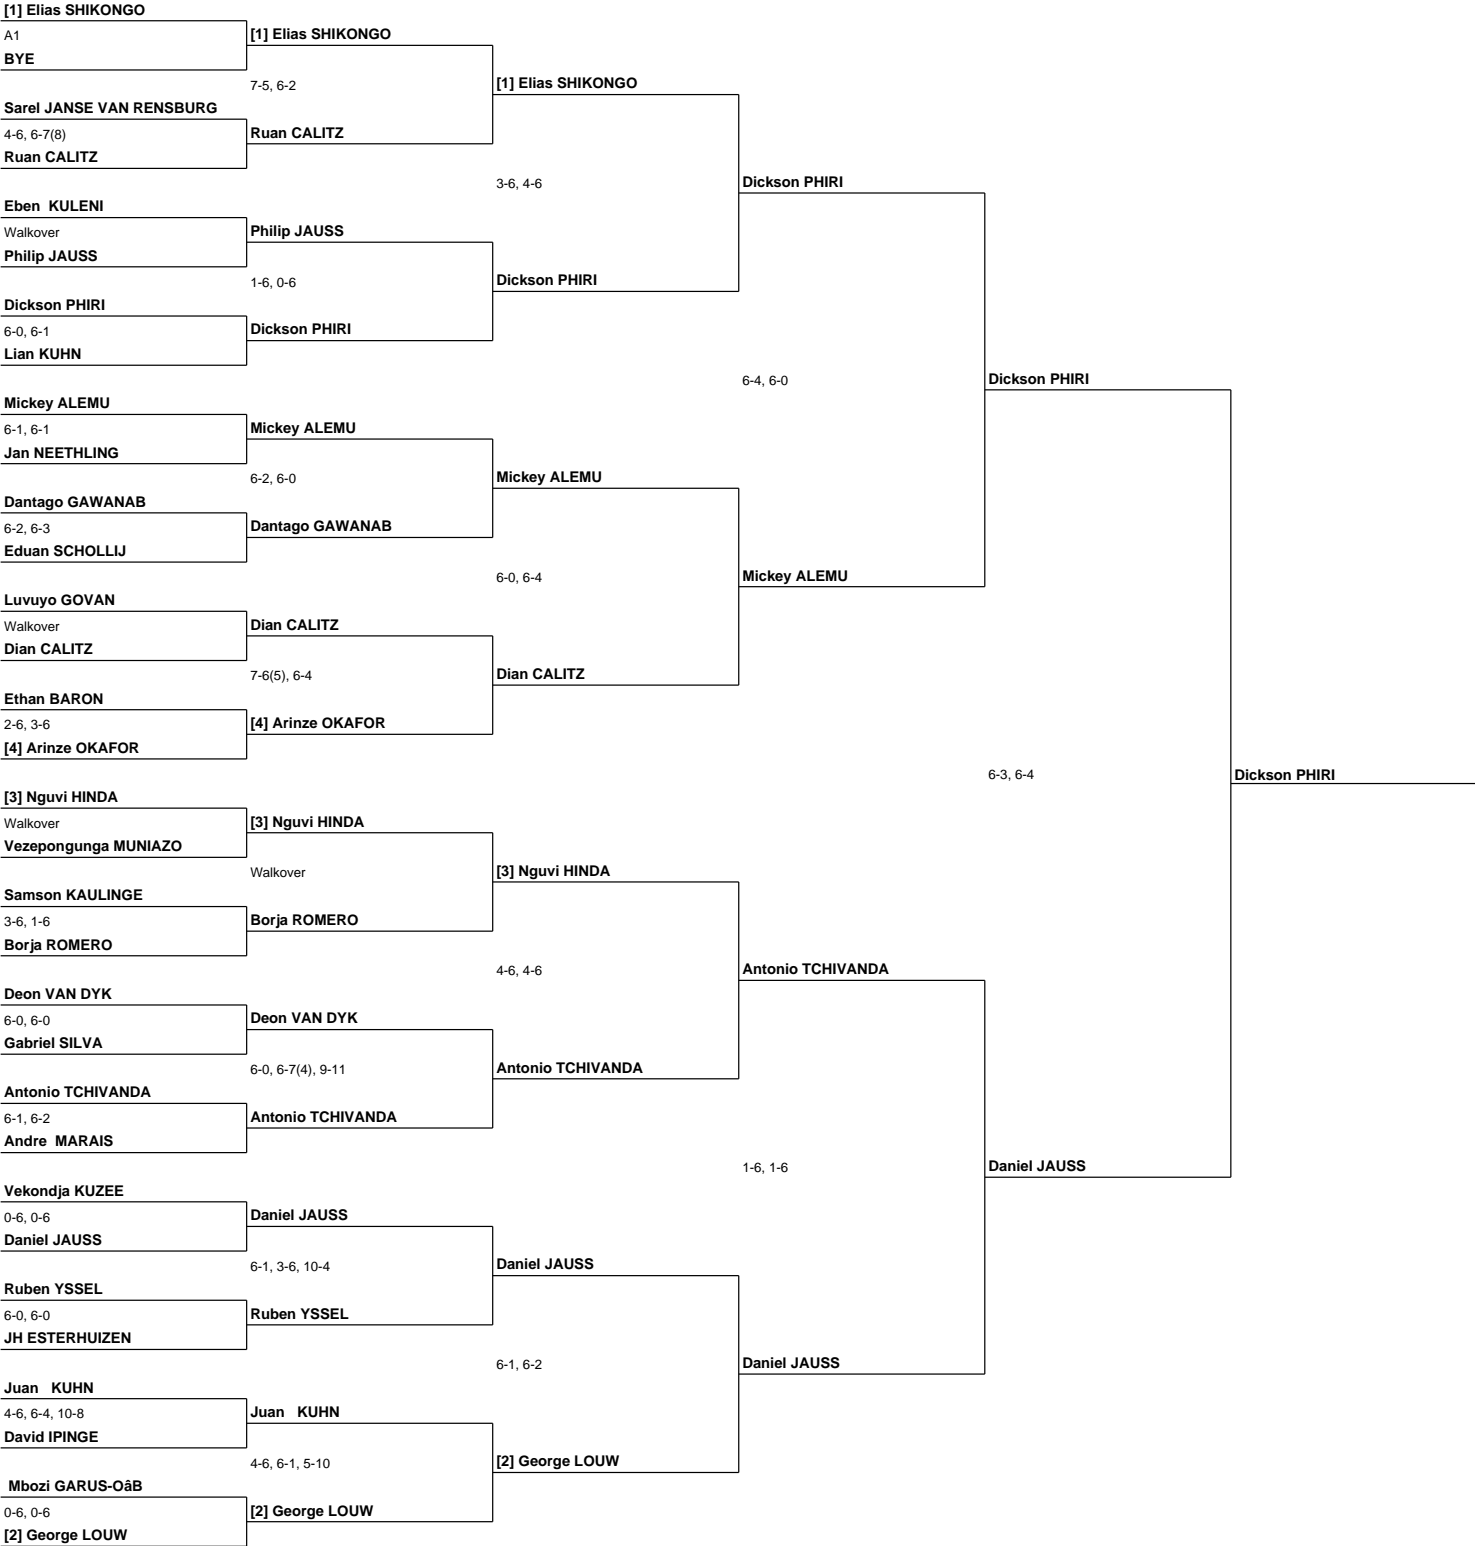 [1] Elias SHIKONGO
A1
BYE
Sarel JANSE VAN RENSBURG
4-6, 6-7(8)
Ruan CALITZ
Eben  KULENI
Walkover
Philip JAUSS
Dickson PHIRI
6-0, 6-1
Lian KUHN
Mickey ALEMU
6-1, 6-1
Jan NEETHLING
Dantago GAWANAB
6-2, 6-3
Eduan SCHOLLIJ
Luvuyo GOVAN
Walkover
Dian CALITZ
Ethan BARON
2-6, 3-6
[4] Arinze OKAFOR
[3] Nguvi HINDA
Walkover
Vezepongunga MUNIAZO
Samson KAULINGE
3-6, 1-6
Borja ROMERO
Deon VAN DYK
6-0, 6-0
Gabriel SILVA
Antonio TCHIVANDA
6-1, 6-2
Andre  MARAIS
Vekondja KUZEE
0-6, 0-6
Daniel JAUSS
Ruben YSSEL
6-0, 6-0
JH ESTERHUIZEN
Juan   KUHN
4-6, 6-4, 10-8
David IPINGE
Mbozi GARUS-OâB
0-6, 0-6
[2] George LOUW
[1] Elias SHIKONGO
7-5, 6-2
Ruan CALITZ
Philip JAUSS
1-6, 0-6
Dickson PHIRI
Mickey ALEMU
6-2, 6-0
Dantago GAWANAB
Dian CALITZ
7-6(5), 6-4
[4] Arinze OKAFOR
[3] Nguvi HINDA
Walkover
Borja ROMERO
Deon VAN DYK
6-0, 6-7(4), 9-11
Antonio TCHIVANDA
Daniel JAUSS
6-1, 3-6, 10-4
Ruben YSSEL
Juan   KUHN
4-6, 6-1, 5-10
[2] George LOUW
[1] Elias SHIKONGO
3-6, 4-6
Dickson PHIRI
Mickey ALEMU
6-0, 6-4
Dian CALITZ
[3] Nguvi HINDA
4-6, 4-6
Antonio TCHIVANDA
Daniel JAUSS
6-1, 6-2
[2] George LOUW
Dickson PHIRI
6-4, 6-0
Mickey ALEMU
Antonio TCHIVANDA
1-6, 1-6
Daniel JAUSS
Dickson PHIRI
6-3, 6-4
Daniel JAUSS
Dickson PHIRI